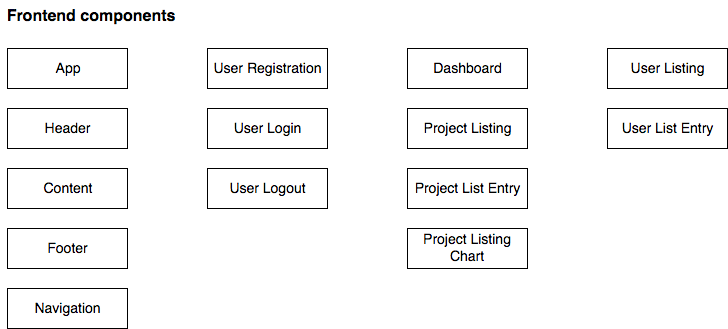 Frontend components
App
Header
Content
Footer
Navigation
User Registration
User Login
User Logout
Dashboard
Project Listing
Project List Entry
Project Listing
Chart
User Listing
User List Entry